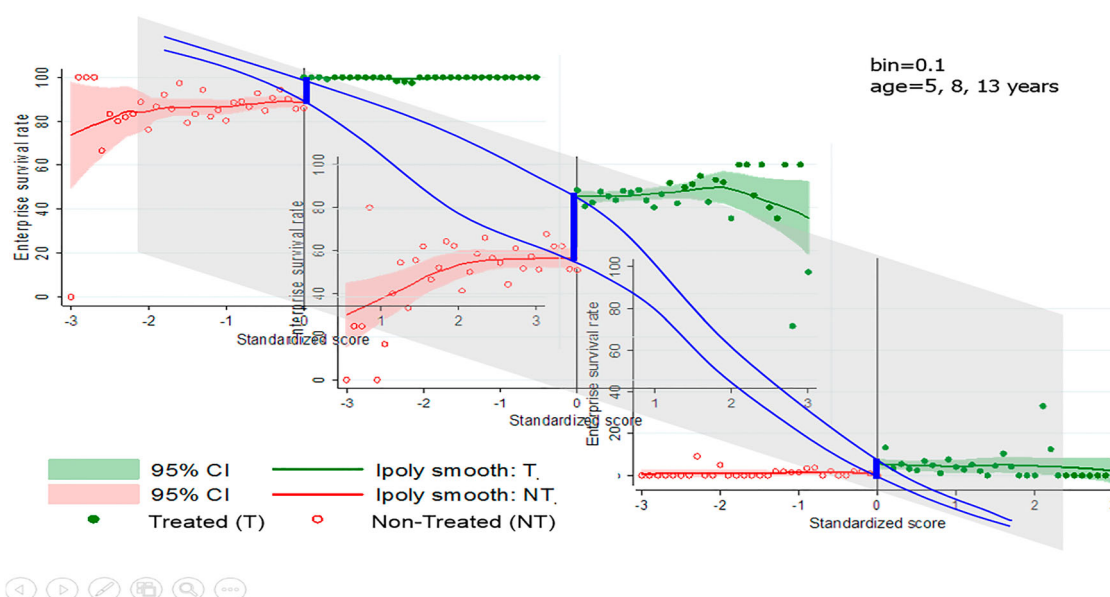 bin=0.1
age=5, 8, 13 years
Enterprise survival rate
100
80
60
40
20
0
-3
-2
-1
0
1
2
3
Standardized score
Enterprise survival rate
100
80
60
40
20
0
-3
-2
-1
0
1
2
3
Standardized score
Enterprise survival rate
100
80
60
40
20
-3
-2
-1
0
1
2
Standardized score
95% CI
lpoly smooth: T.
95% CI
lpoly smooth: NT.
Treated (T)
Non-Treated (NT)